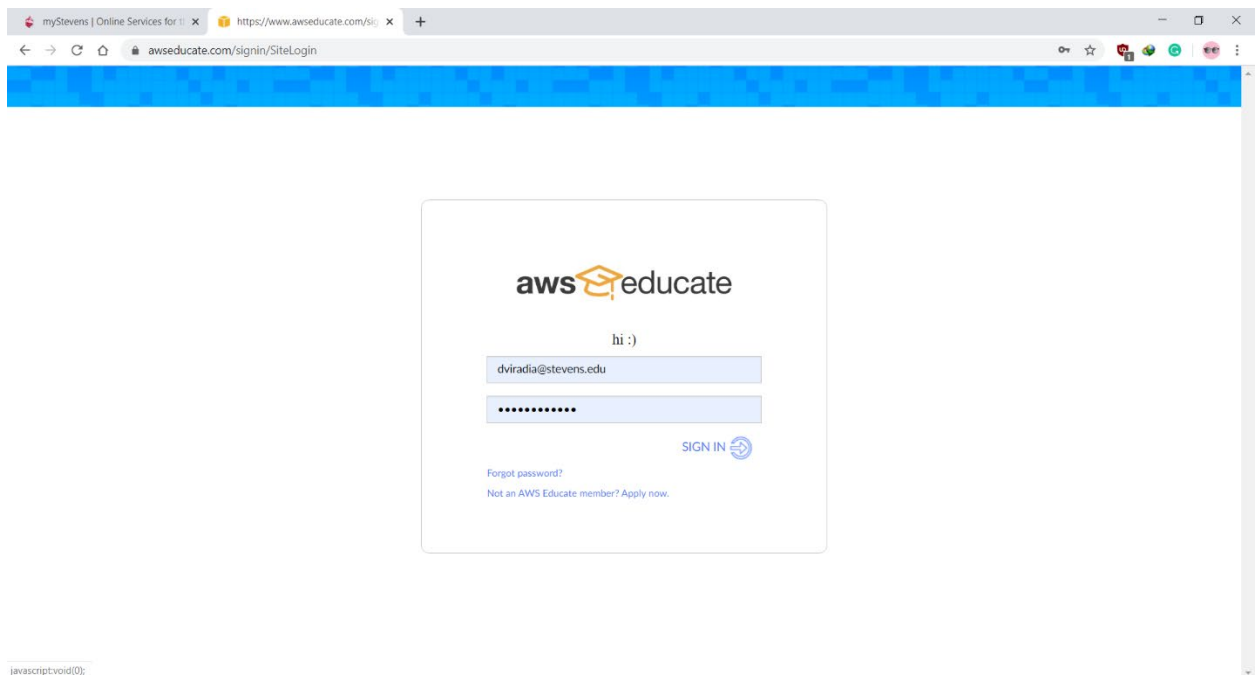 myStevens | Online Services for t
https://www.awseducate.com/sig
awseducate.com/signin/SiteLogin
1
aws educate
hi :)
dviradia@stevens.edu
••••••••••••
SIGN IN
Forgot password?
Not an AWS Educate member? Apply now.
javascript:void(0);